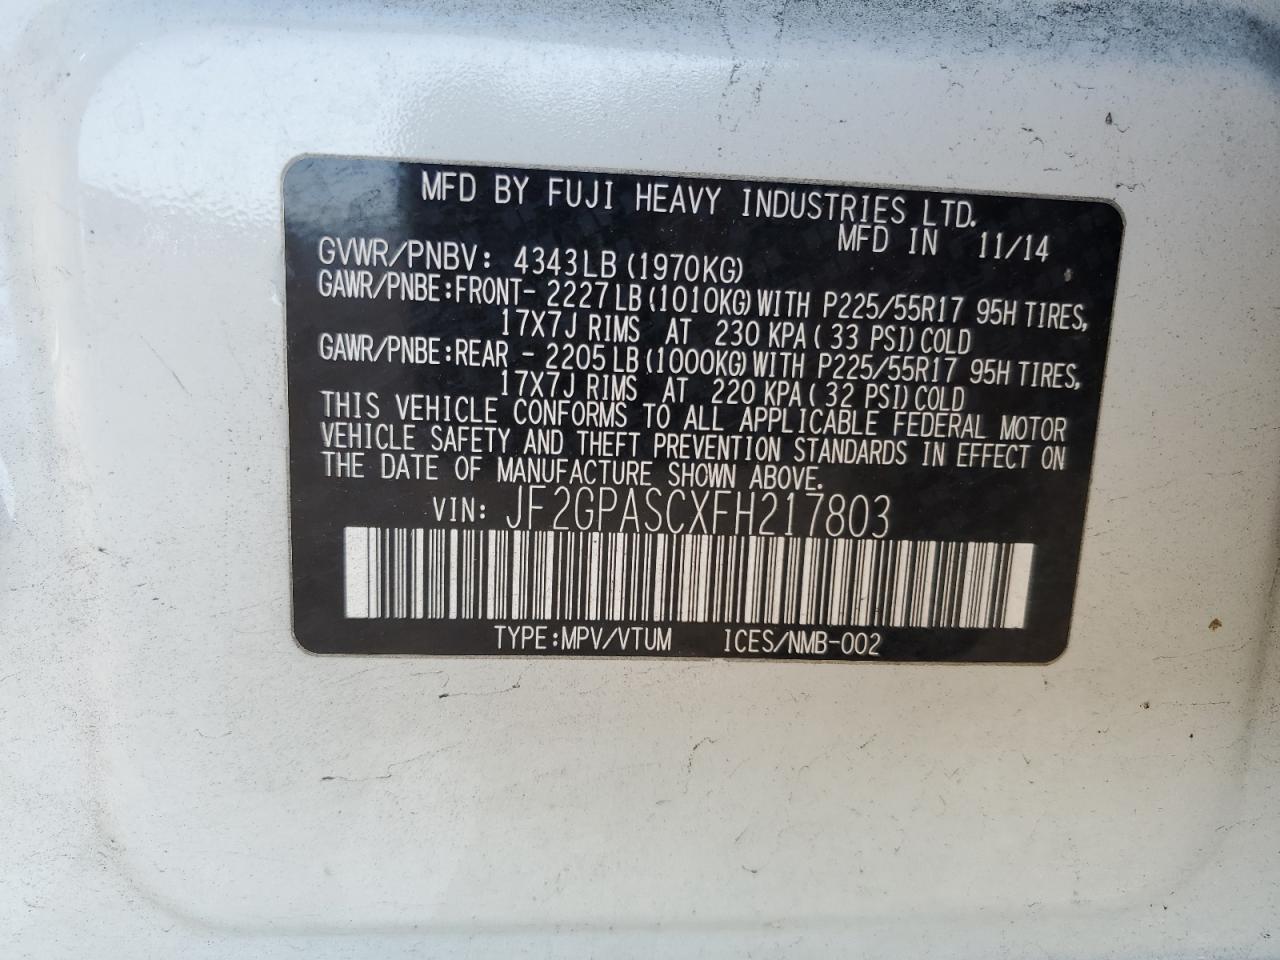 MFD BY FUJI HEAVY INDUSTRIES LTD.
MFD IN 11/14
GVWR/PNBV: 4343LB (1970KG)
GAWR/PNBE:FRONT- 2227 LB (1010KG) WITH P225/55R17 95H TIRES,
17X7J RIMS AT 230 KPA ( 33 PSI) COLD
GAWR/PNBE:REAR - 2205 LB (1000KG) WITH P225/55R17 95H TIRES,
17X7J RIMS AT 220 KPA ( 32 PSI) COLD
THIS VEHICLE CONFORMS TO ALL APPLICABLE FEDERAL MOTOR
VEHICLE SAFETY AND THEFT PREVENTION STANDARDS IN EFFECT ON
THE DATE OF MANUFACTURE SHOWN ABOVE.
VIN: JF2GPASCXFH217803
TYPE:MPV/VTUM ICES/NMB-002